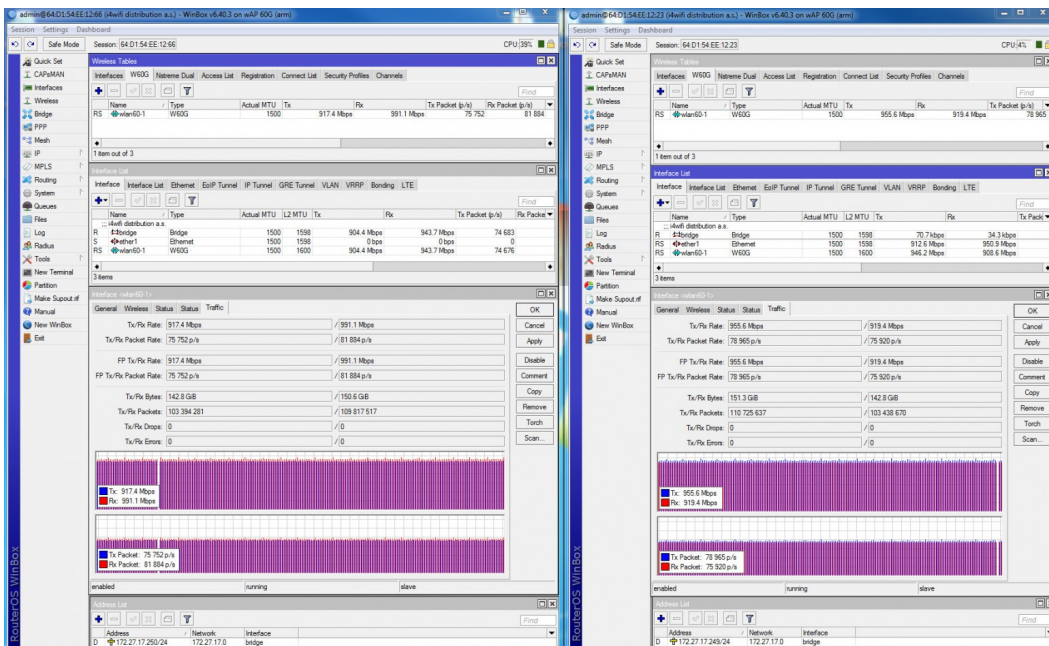 admin@64:D1:54:EE:12:66 (i4wifi distribution a.s.) - WinBox v6.40.3 on wAP 60G (arm)
Session Settings Dashboard
Safe Mode Session: 64:D1:54:EE:12:66 CPU: 39%
Quick Set
CAPsMAN
Interfaces
Wireless
Bridge
PPP
Mesh
IP
MPLS
Routing
System
Queues
Files
Log
Radius
Tools
New Terminal
Partition
Make Supout.rif
Manual
New WinBox
Exit
RouterOS WinBox
Wireless Tables
Interfaces W60G Nstreme Dual Access List Registration Connect List Security Profiles Channels
Find
Name / Type Actual MTU Tx Rx Tx Packet (p/s) Rx Packet (p/s)
RS wlan60-1 W60G 1500 917.4 Mbps 991.1 Mbps 75 752 81 884
1 item out of 3
Interface List
Interface Interface List Ethernet EoIP Tunnel IP Tunnel GRE Tunnel VLAN VRRP Bonding LTE
Find
Name / Type Actual MTU L2 MTU Tx Rx Tx Packet (p/s) Rx Packe
;;; i4wifi distribution a.s.
R bridge Bridge 1500 1598 904.4 Mbps 943.7 Mbps 74 683
S ether1 Ethernet 1500 1598 0 bps 0 bps 0
RS wlan60-1 W60G 1500 1600 904.4 Mbps 943.7 Mbps 74 676
3 items
Interface <wlan60-1>
General Wireless Status Status Traffic
OK
Cancel
Apply
Disable
Comment
Copy
Remove
Torch
Scan...
Tx/Rx Rate: 917.4 Mbps / 991.1 Mbps
Tx/Rx Packet Rate: 75 752 p/s / 81 884 p/s
FP Tx/Rx Rate: 917.4 Mbps / 991.1 Mbps
FP Tx/Rx Packet Rate: 75 752 p/s / 81 884 p/s
Tx/Rx Bytes: 142.8 GiB / 150.6 GiB
Tx/Rx Packets: 103 394 281 / 109 817 517
Tx/Rx Drops: 0 / 0
Tx/Rx Errors: 0 / 0
Tx: 917.4 Mbps
Rx: 991.1 Mbps
Tx Packet: 75 752 p/s
Rx Packet: 81 884 p/s
enabled running slave
Address List
Find
Address / Network Interface
D 172.27.17.250/24 172.27.17.0 bridge
admin@64:D1:54:EE:12:23 (i4wifi distribution a.s.) - WinBox v6.40.3 on wAP 60G (arm)
Session Settings Dashboard
Safe Mode Session: 64:D1:54:EE:12:23 CPU: 4%
Quick Set
CAPsMAN
Interfaces
Wireless
Bridge
PPP
Mesh
IP
MPLS
Routing
System
Queues
Files
Log
Radius
Tools
New Terminal
Partition
Make Supout.rif
Manual
New WinBox
Exit
RouterOS WinBox
Wireless Tables
Interfaces W60G Nstreme Dual Access List Registration Connect List Security Profiles Channels
Find
Name / Type Actual MTU Tx Rx Tx Packet (p/s)
RS wlan60-1 W60G 1500 955.6 Mbps 919.4 Mbps 78 965
1 item out of 3
Interface List
Interface Interface List Ethernet EoIP Tunnel IP Tunnel GRE Tunnel VLAN VRRP Bonding LTE
Find
Name / Type Actual MTU L2 MTU Tx Rx Tx Pack
;;; i4wifi distribution a.s.
R bridge Bridge 1500 1598 70.7 kbps 34.3 kbps
RS ether1 Ethernet 1500 1598 912.6 Mbps 950.9 Mbps
RS wlan60-1 W60G 1500 1600 946.2 Mbps 908.6 Mbps
3 items
Interface <wlan60-1>
General Wireless Status Status Traffic
OK
Cancel
Apply
Disable
Comment
Copy
Remove
Torch
Scan...
Tx/Rx Rate: 955.6 Mbps / 919.4 Mbps
Tx/Rx Packet Rate: 78 965 p/s / 75 920 p/s
FP Tx/Rx Rate: 955.6 Mbps / 919.4 Mbps
FP Tx/Rx Packet Rate: 78 965 p/s / 75 920 p/s
Tx/Rx Bytes: 151.3 GiB / 142.8 GiB
Tx/Rx Packets: 110 725 637 / 103 438 670
Tx/Rx Drops: 0 / 0
Tx/Rx Errors: 0 / 0
Tx: 955.6 Mbps
Rx: 919.4 Mbps
Tx Packet: 78 965 p/s
Rx Packet: 75 920 p/s
enabled running slave
Address List
Find
Address / Network Interface
D 172.27.17.249/24 172.27.17.0 bridge